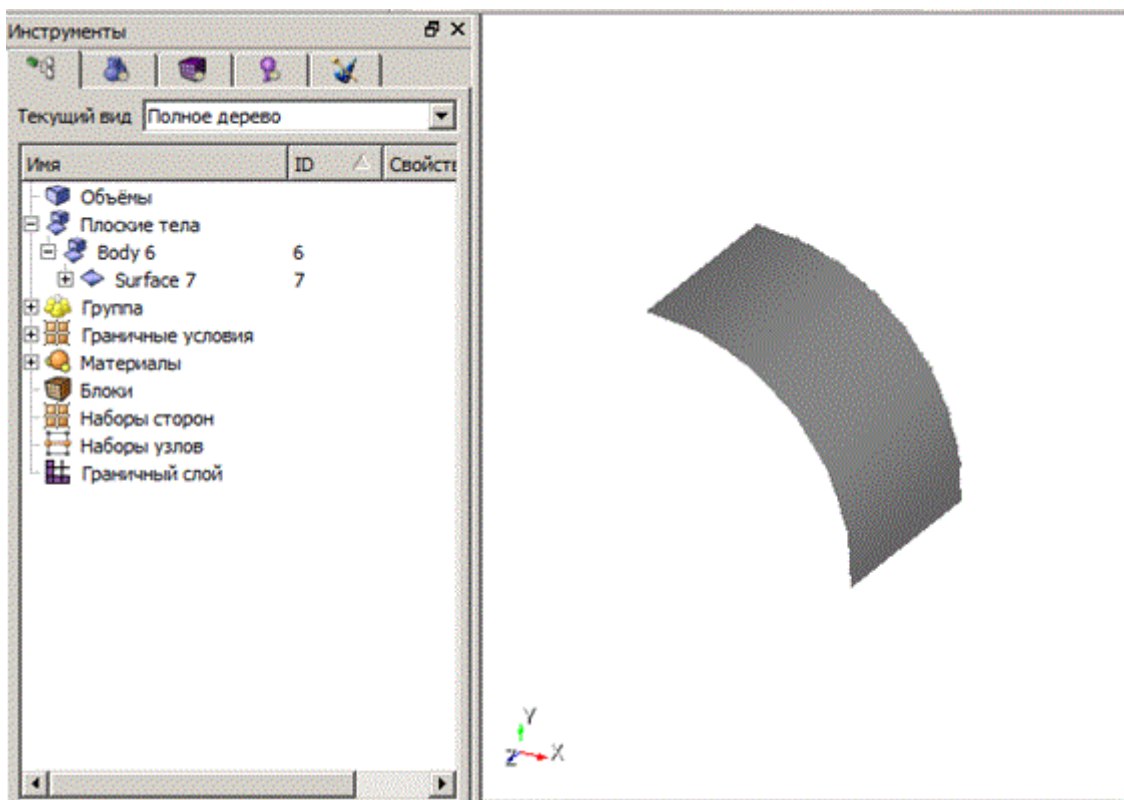 Инструменты
Текущий вид Полное дерево
Имя ID Свойств
Объёмы
Плоские тела
Body 6 6
Surface 7 7
Группа
Граничные условия
Материалы
Блоки
Наборы сторон
Наборы узлов
Граничный слой
Y
Z X